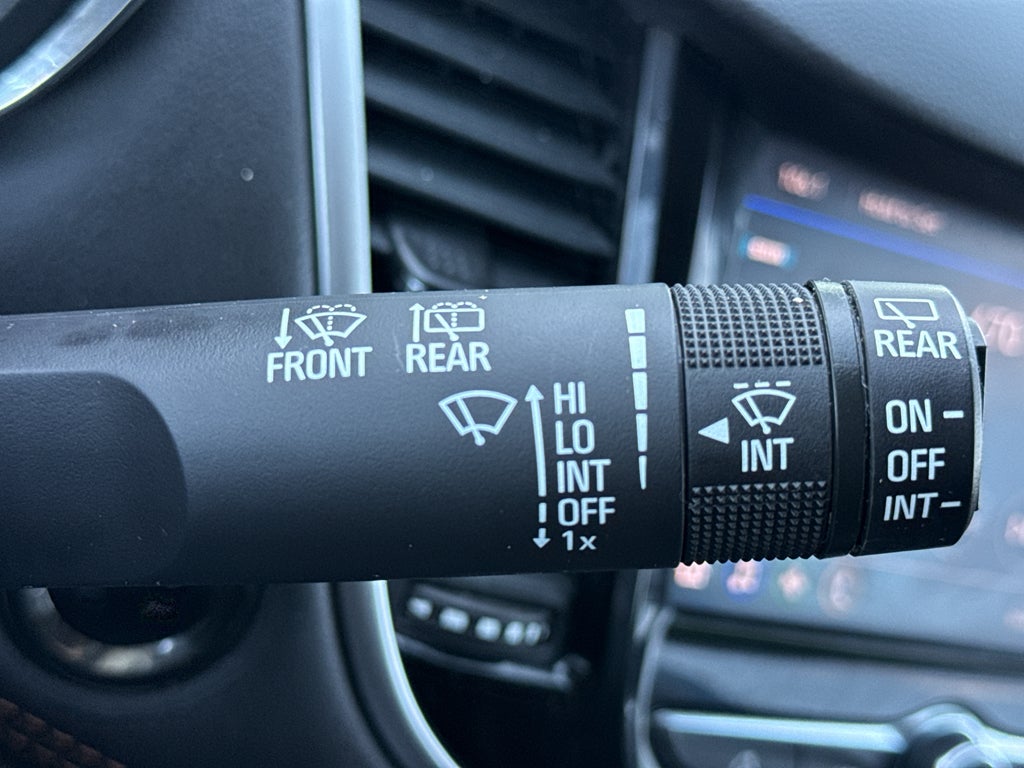 FRONT
REAR
HI
LO
INT
OFF
1x
INT
REAR
ON
OFF
INT